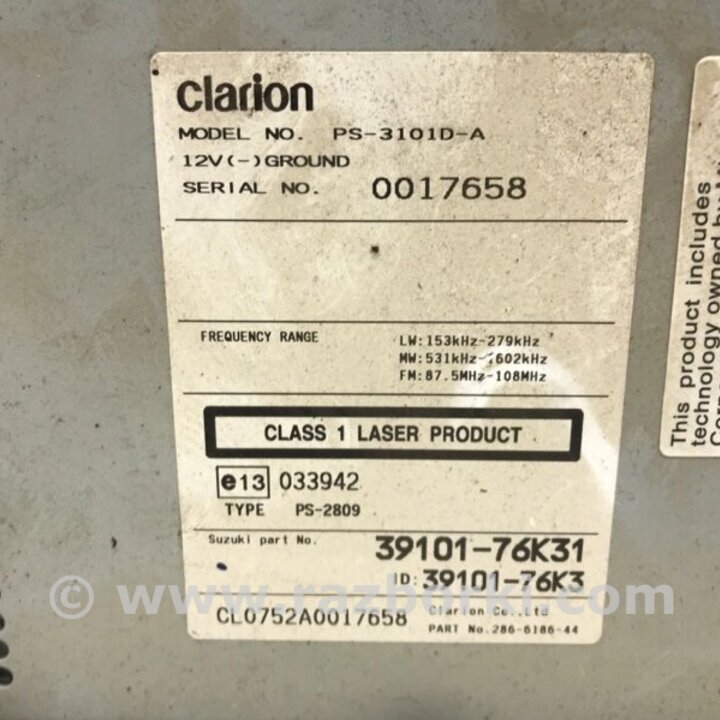 clarion
MODEL NO. PS-3101D-A
12V(-)GROUND
SERIAL NO. 0017658
FREQUENCY RANGE LW:153kHz-279kHz
MW:531kHz-1602kHz
FM:87.5MHz-108MHz
CLASS 1 LASER PRODUCT
e13 033942
TYPE PS-2809
Suzuki part No. 39101-76K31
ID:39101-76K3
© www.razborki.com
CL0752A0017658 Clarion Co.,Ltd
PART No.286-6186-44
This product includes
technology owned by